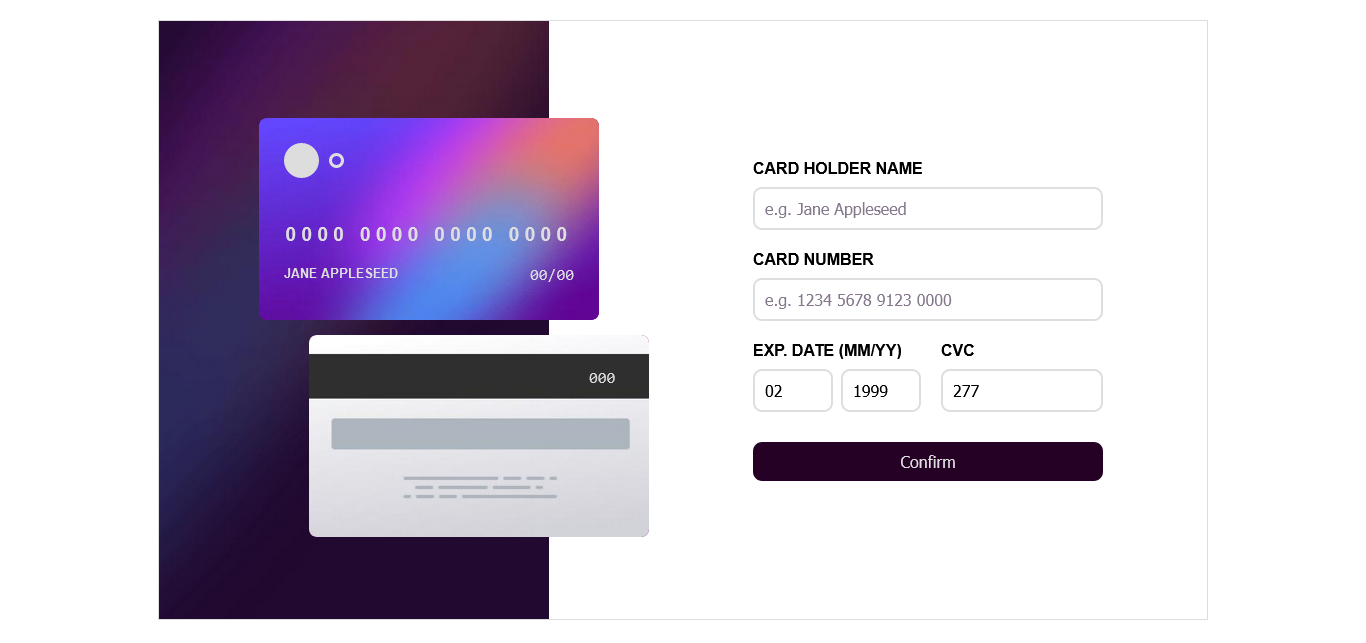 0000 0000 0000 0000
JANE APPLESEED
00/00
000
CARD HOLDER NAME
e.g. Jane Appleseed
CARD NUMBER
e.g. 1234 5678 9123 0000
EXP. DATE (MM/YY)
CVC
02
1999
277
Confirm